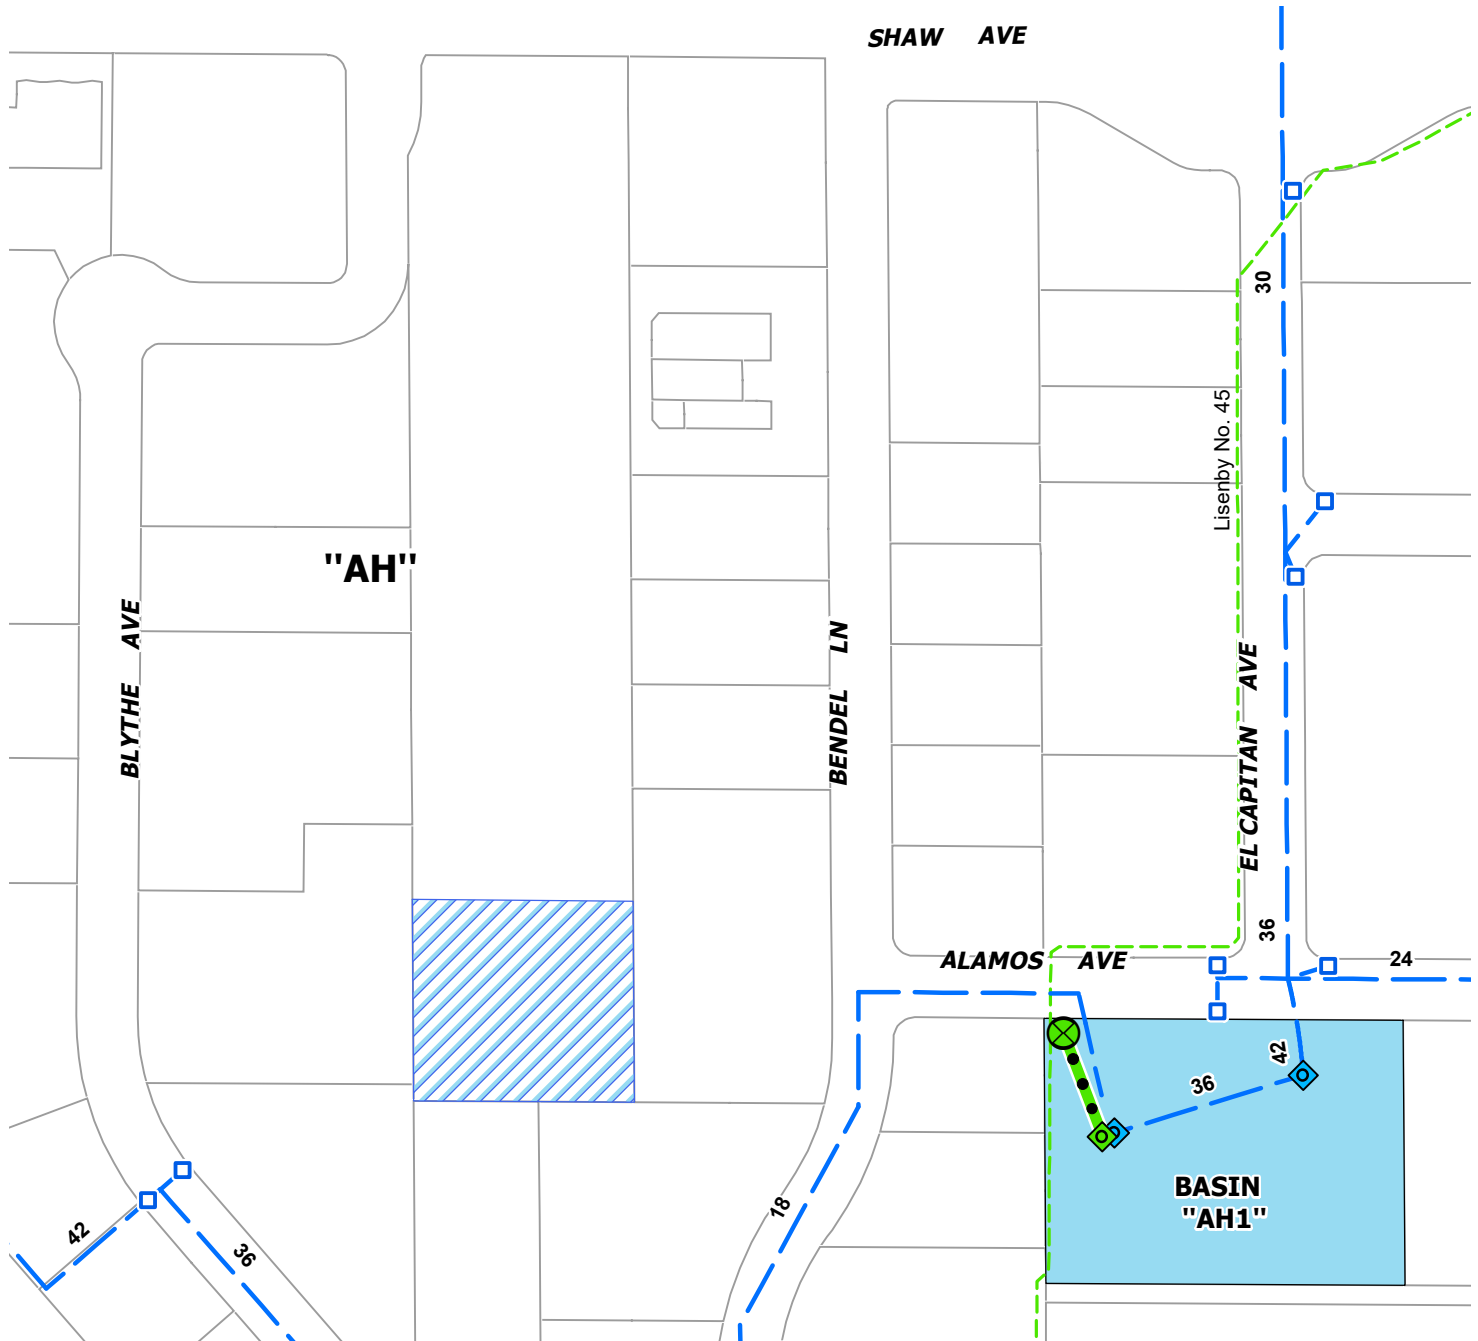 SHAW AVE
30
Lisenby No. 45
"AH"
BLYTHE AVE
BENDEL LN
EL CAPITAN AVE
36
ALAMOS AVE
24
42
36
BASIN
"AH1"
18
42
36